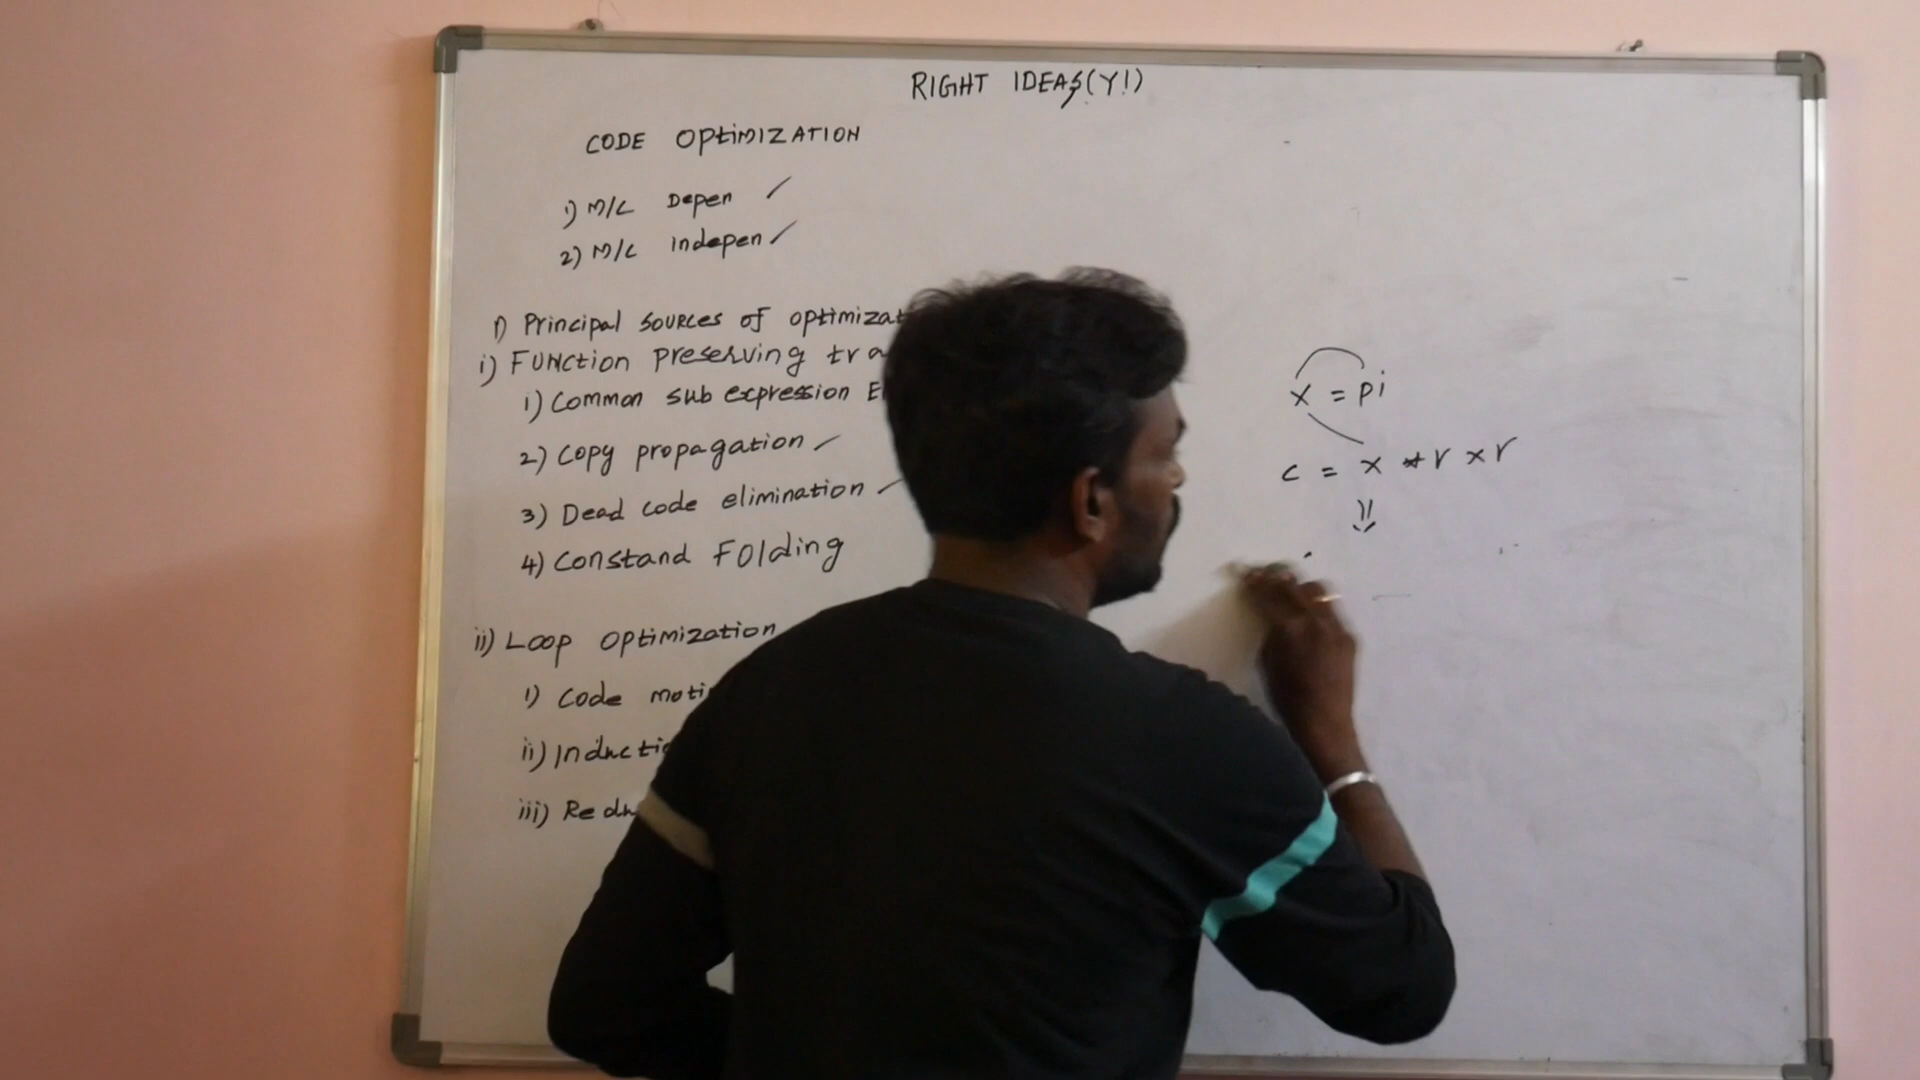 RIGHT IDEAS(Y!)
CODE OPtIMIZATION
1) M/C Depen
2) M/C Indepen
1) Principal sources of optimizat
i) FUNCtion preserving tra
1) Common sub expression E
2) Copy propagation
3) Dead code elimination
4) Constand Folding
ii) Loop optimization
1) Code moti
ii) Inductio
iii) Redu
x = pi
c = x * r x r